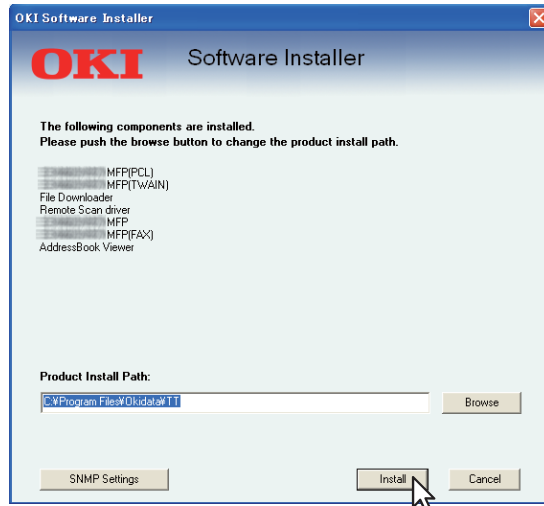 OKI Software Installer
OKI
Software Installer
The following components are installed.
Please push the browse button to change the product install path.
MFP(PCL)
MFP(TWAIN)
File Downloader
Remote Scan driver
MFP
MFP(FAX)
AddressBook Viewer
Product Install Path:
C:¥Program Files¥Okidata¥TT
Browse
SNMP Settings
Install
Cancel